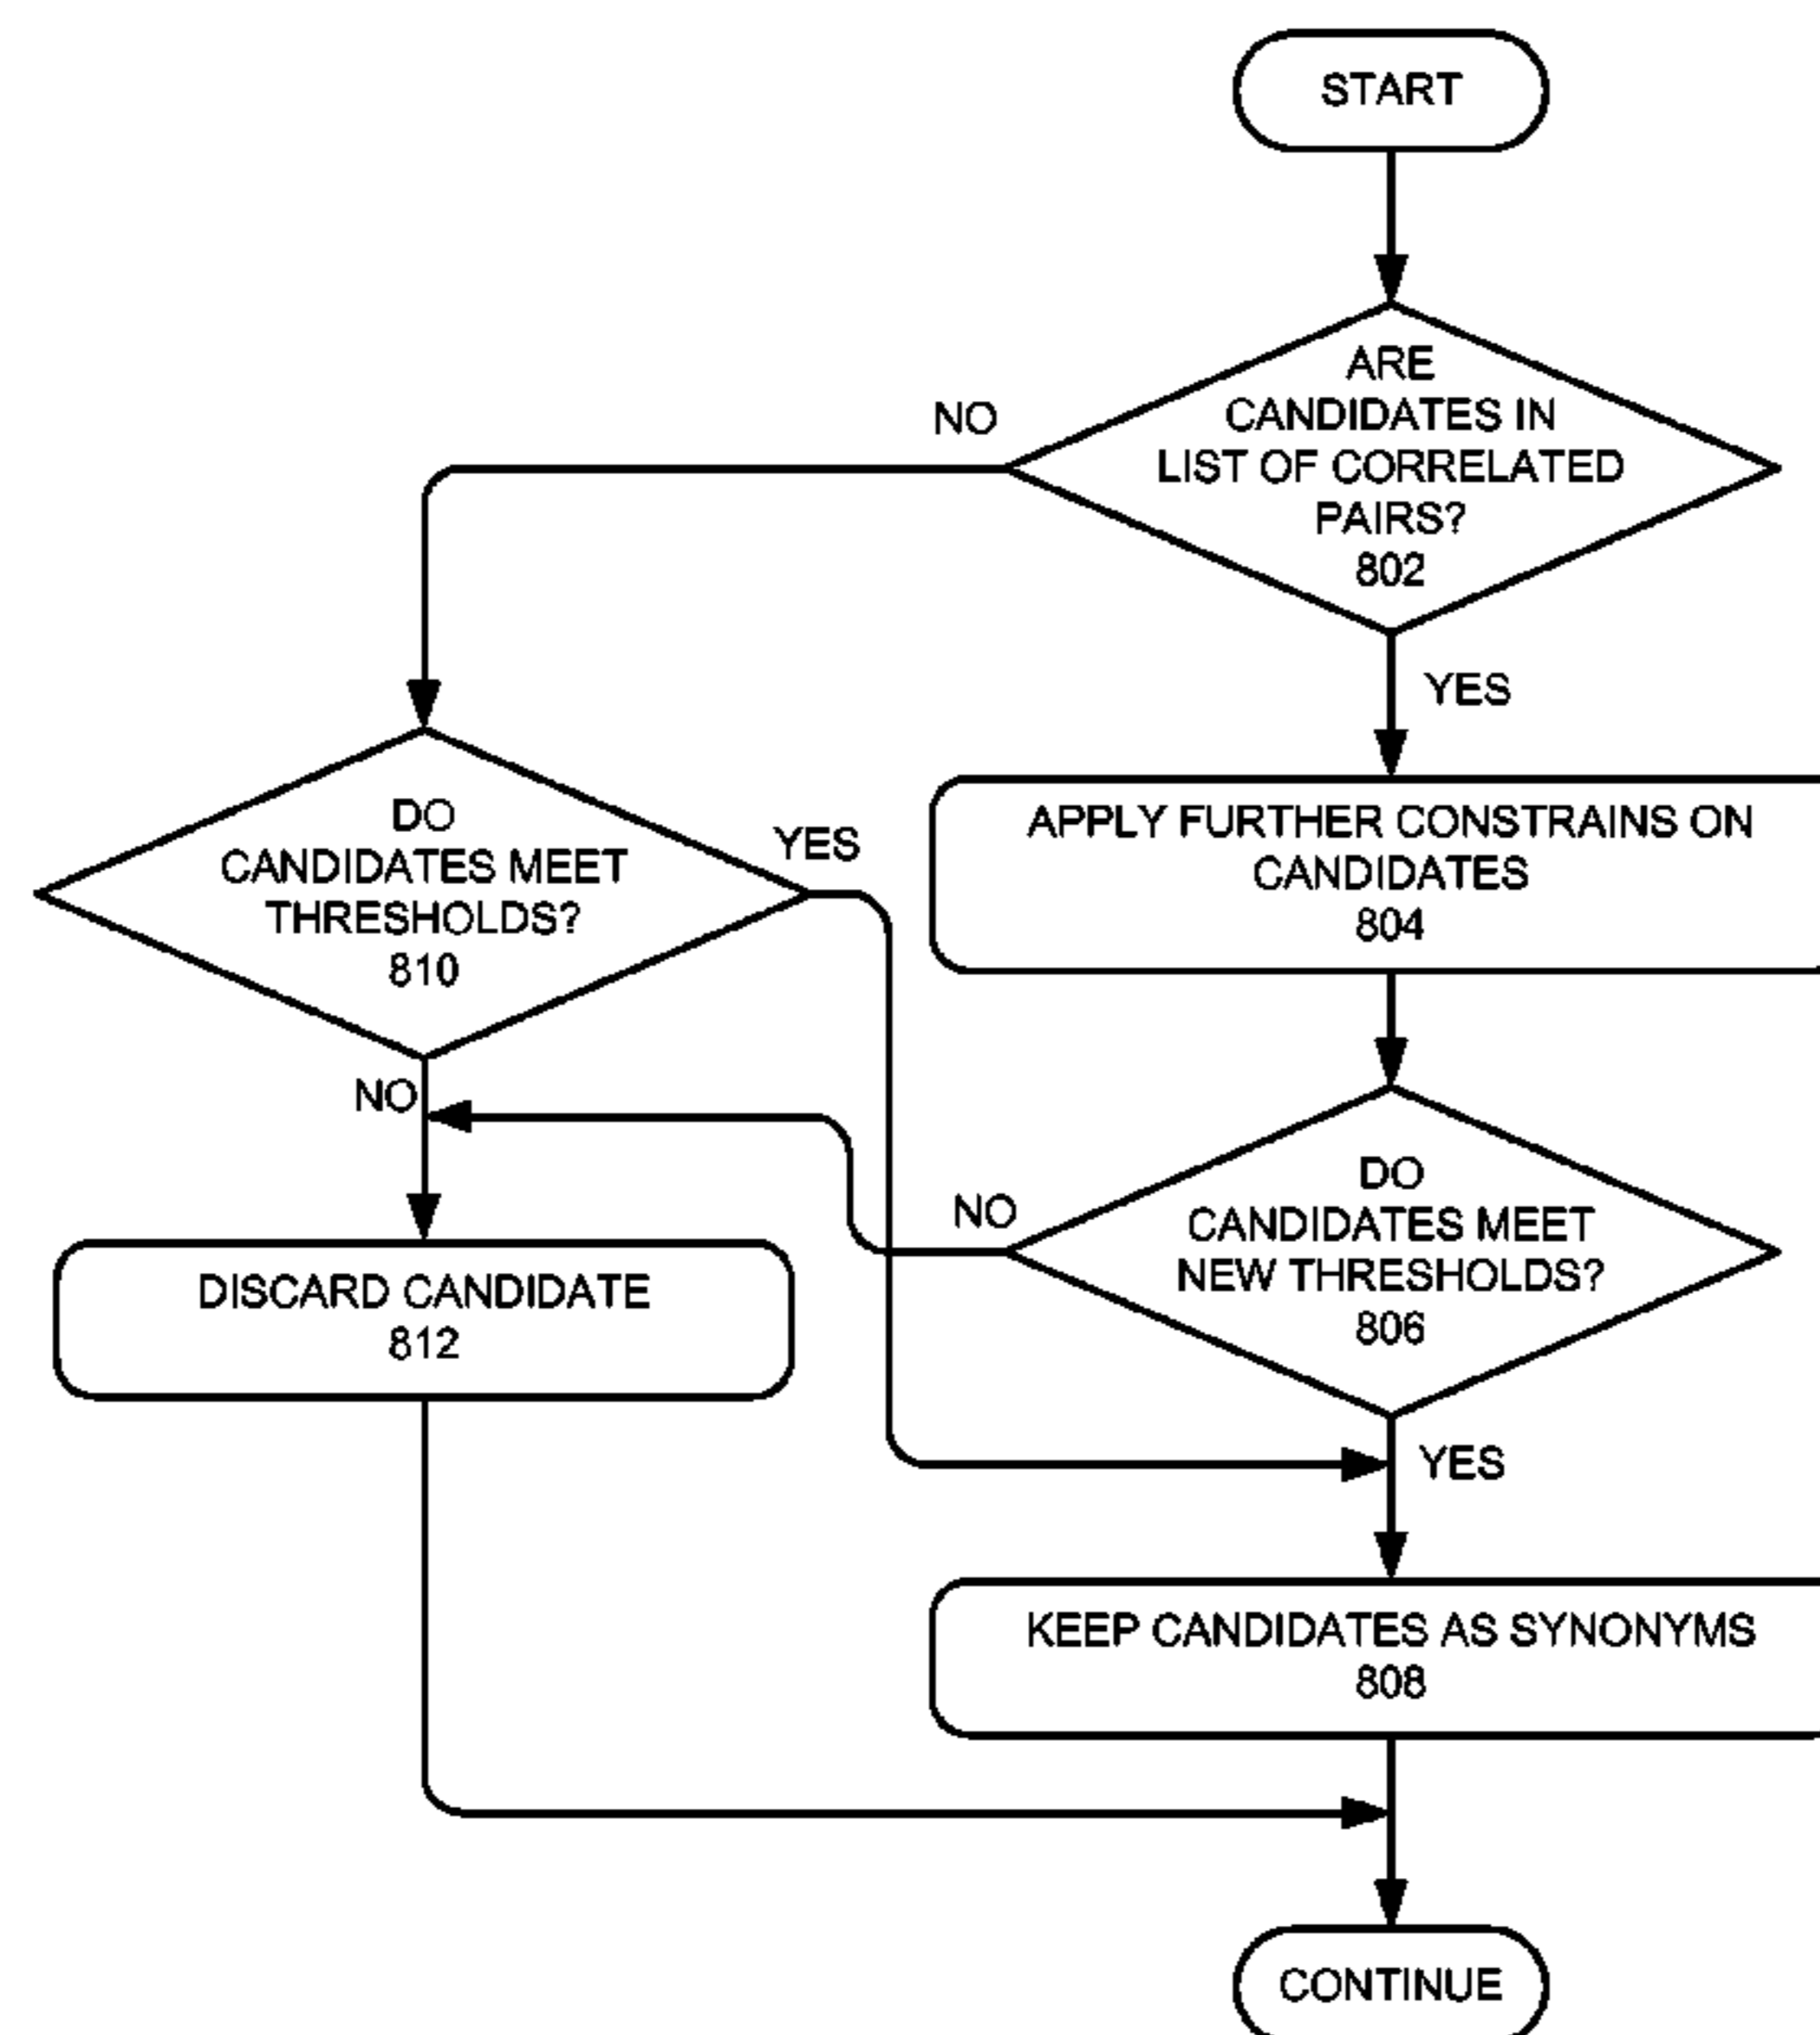 START
ARE
CANDIDATES IN
LIST OF CORRELATED
PAIRS?
802
NO
YES
APPLY FURTHER CONSTRAINS ON
CANDIDATES
804
DO
CANDIDATES MEET
THRESHOLDS?
810
YES
NO
DO
CANDIDATES MEET
NEW THRESHOLDS?
806
NO
YES
DISCARD CANDIDATE
812
KEEP CANDIDATES AS SYNONYMS
808
CONTINUE